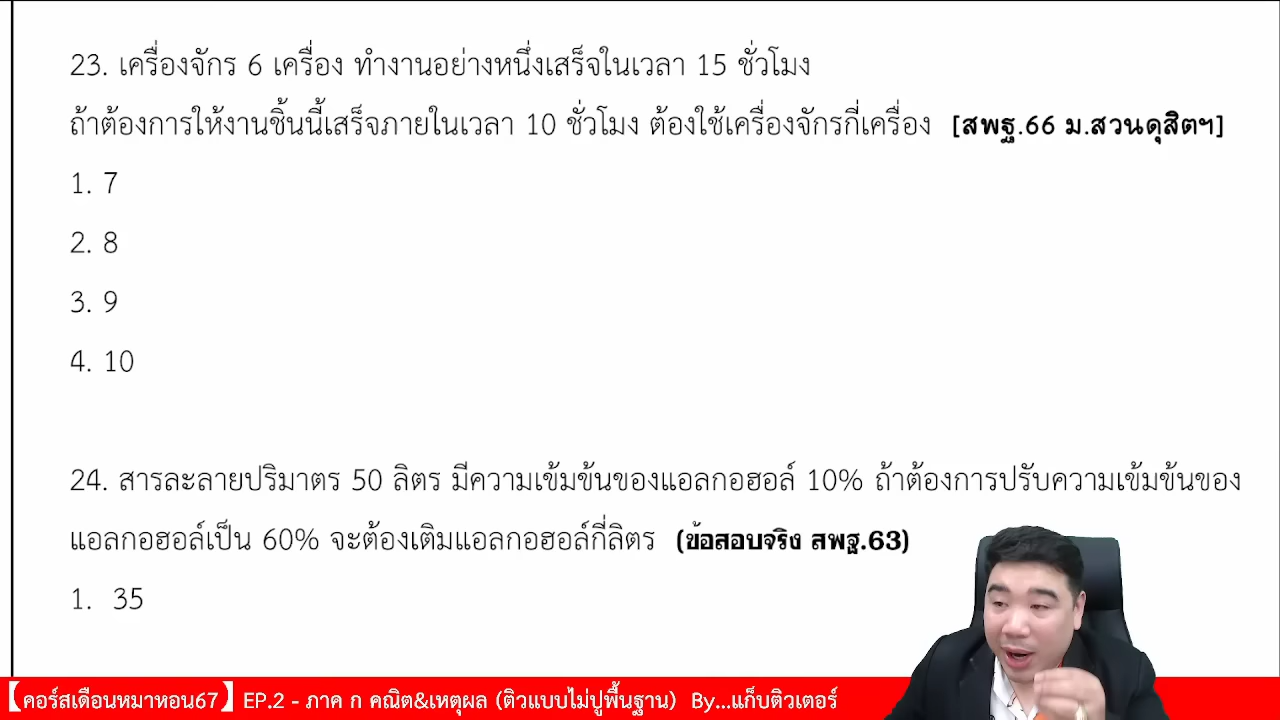 23. เครื่องจักร 6 เครื่อง ทำงานอย่างหนึ่งเสร็จในเวลา 15 ชั่วโมง
ถ้าต้องการให้งานชิ้นนี้เสร็จภายในเวลา 10 ชั่วโมง ต้องใช้เครื่องจักรกี่เครื่อง [สพฐ.66 ม.สวนดุสิตฯ]
1. 7
2. 8
3. 9
4. 10
24. สารละลายปริมาตร 50 ลิตร มีความเข้มข้นของแอลกอฮอล์ 10% ถ้าต้องการปรับความเข้มข้นของ
แอลกอฮอล์เป็น 60% จะต้องเติมแอลกอฮอล์กี่ลิตร (ข้อสอบจริง สพฐ.63)
1. 35
【คอร์สเดือนหมาหอน67】 EP.2 - ภาค ก คณิต&เหตุผล (ติวแบบไม่ปูพื้นฐาน) By...แก็บติวเตอร์